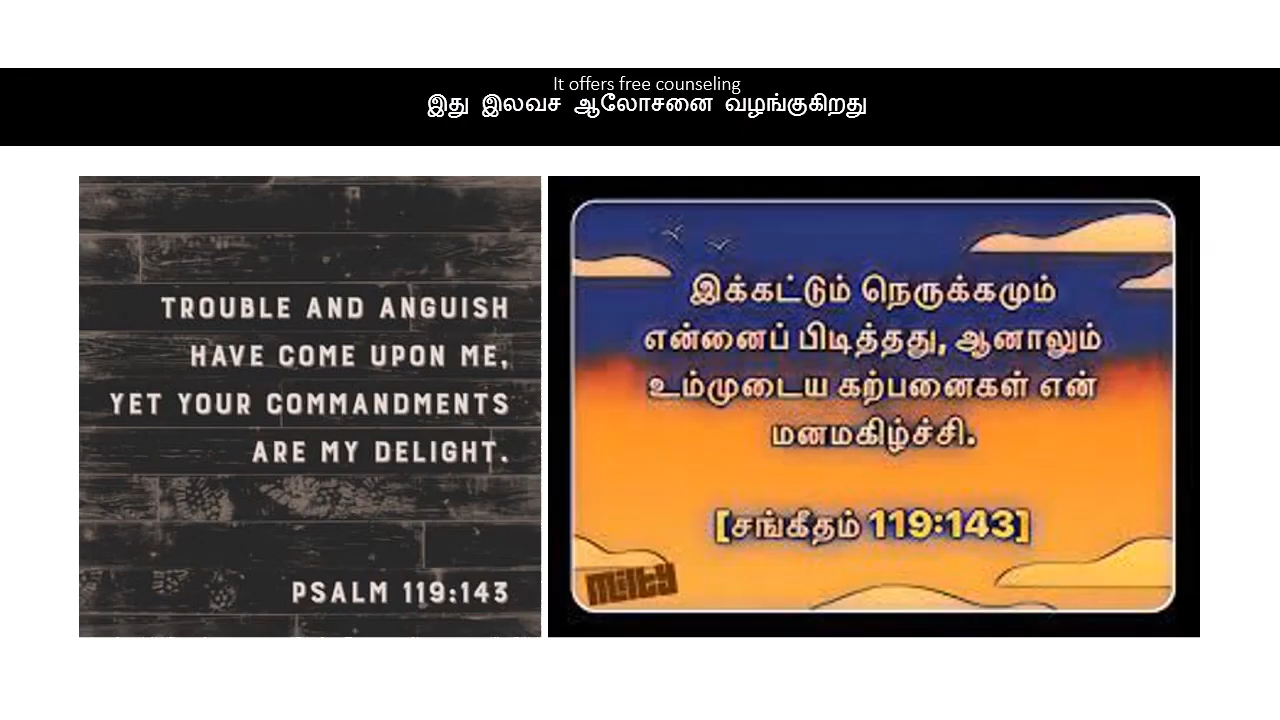 It offers free counseling
இது இலவச ஆலோசனை வழங்குகிறது
TROUBLE AND ANGUISH
HAVE COME UPON ME,
YET YOUR COMMANDMENTS
ARE MY DELIGHT.
PSALM 119:143
இக்கட்டும் நெருக்கமும்
என்னைப் பிடித்தது, ஆனாலும்
உம்முடைய கற்பனைகள் என்
மனமகிழ்ச்சி.
[சங்கீதம் 119:143]
Milty